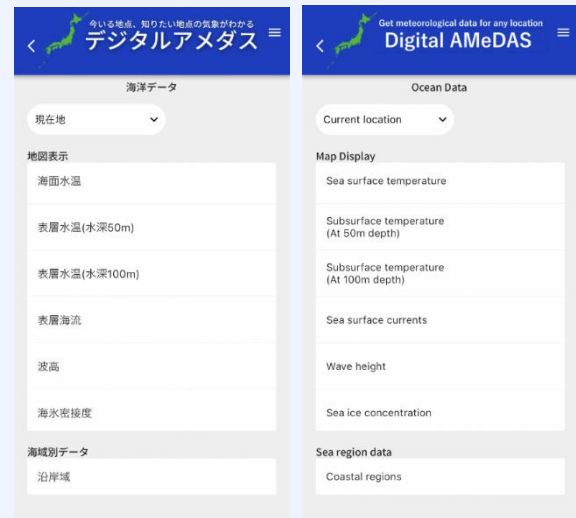 今いる地点、知りたい地点の気象がわかる
デジタルアメダス
海洋データ
現在地
地図表示
海面水温
表層水温(水深50m)
表層水温(水深100m)
表層海流
波高
海氷密接度
海域別データ
沿岸域
Get meteorological data for any location
Digital AMeDAS
Ocean Data
Current location
Map Display
Sea surface temperature
Subsurface temperature
(At 50m depth)
Subsurface temperature
(At 100m depth)
Sea surface currents
Wave height
Sea ice concentration
Sea region data
Coastal regions